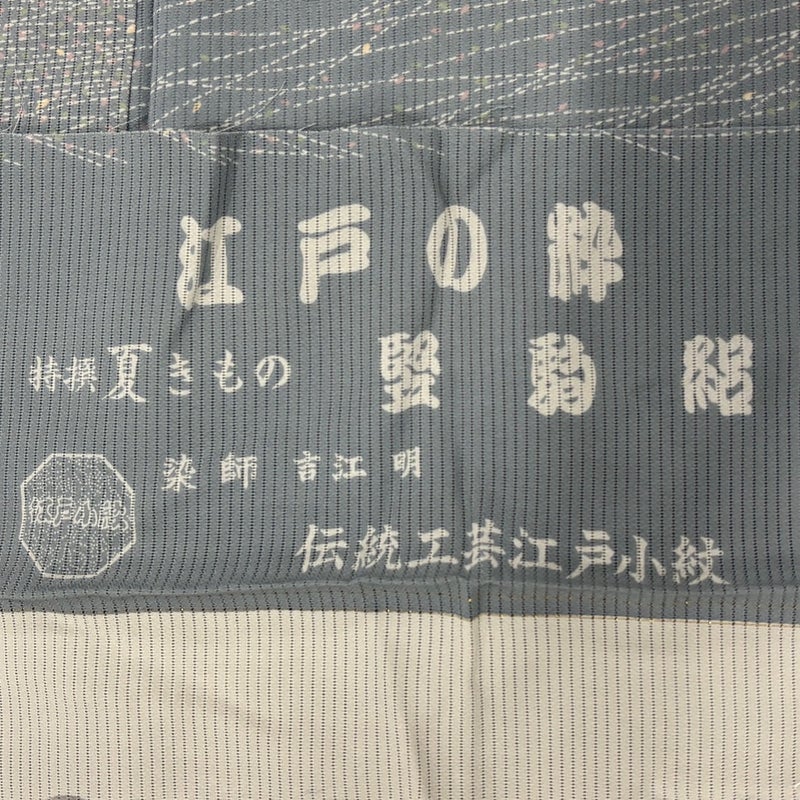 江戸の粋
特撰夏きもの 竪駒絽
染師 吉江 明
江戸小紋
伝統工芸江戸小紋